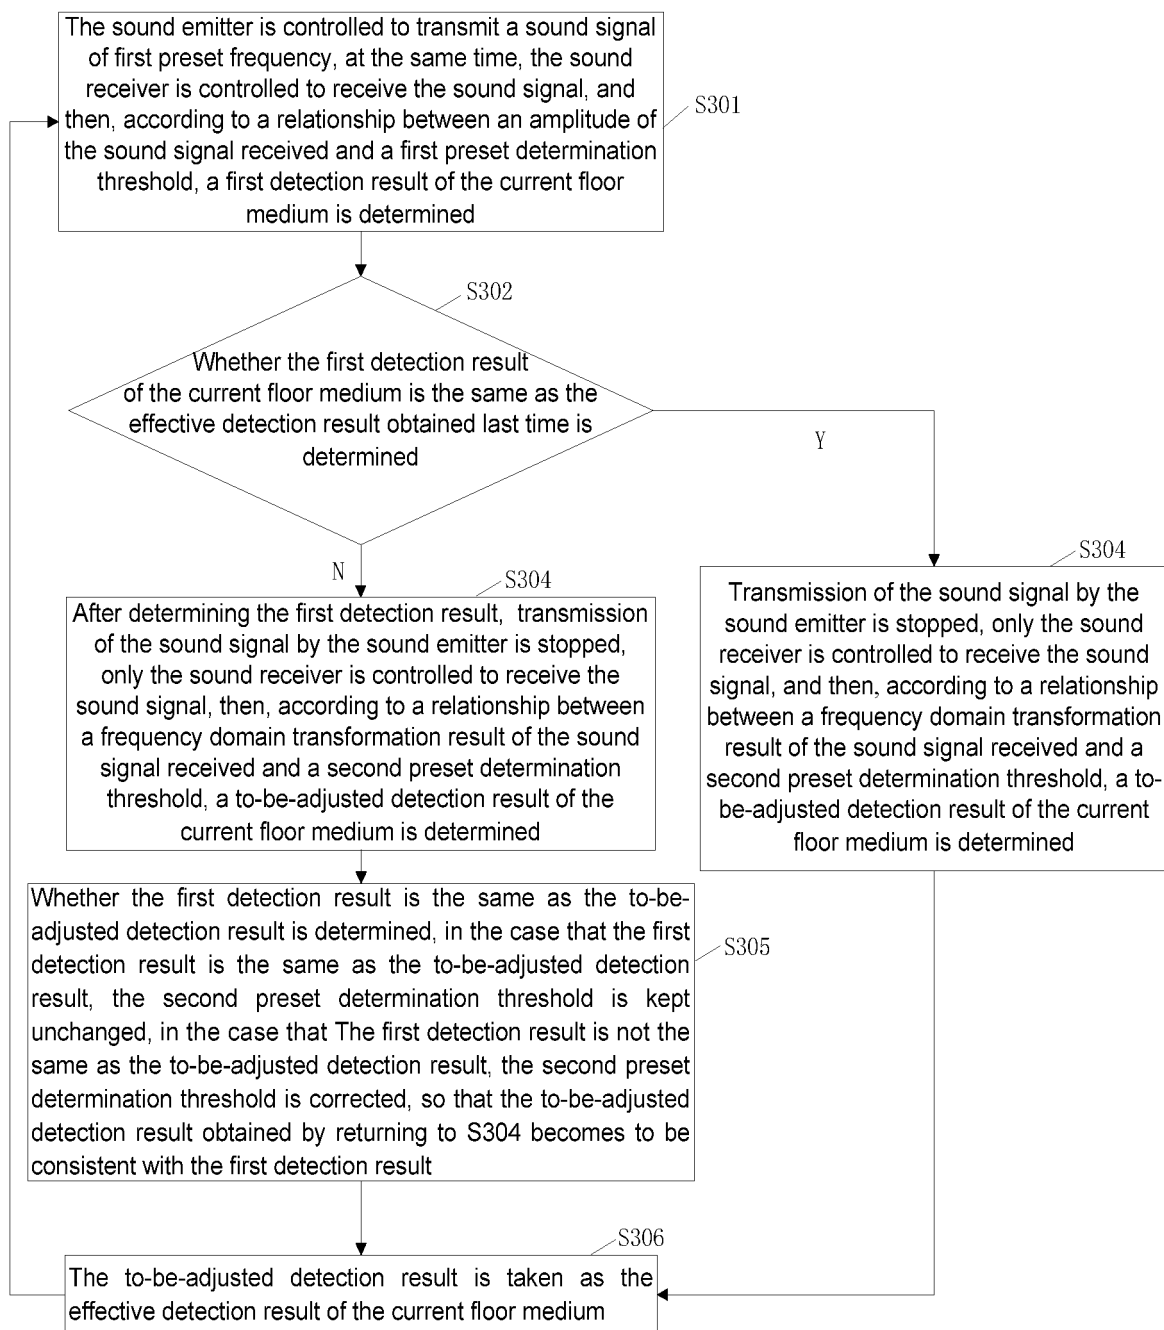 The sound emitter is controlled to transmit a sound signal
of first preset frequency, at the same time, the sound
receiver is controlled to receive the sound signal, and
then, according to a relationship between an amplitude of
the sound signal received and a first preset determination
threshold, a first detection result of the current floor
medium is determined
S301
S302
Whether the first detection result
of the current floor medium is the same as the
effective detection result obtained last time is
determined
Y
N
S304
After determining the first detection result, transmission
of the sound signal by the sound emitter is stopped,
only the sound receiver is controlled to receive the
sound signal, then, according to a relationship between
a frequency domain transformation result of the sound
signal received and a second preset determination
threshold, a to-be-adjusted detection result of the
current floor medium is determined
S304
Transmission of the sound signal by the
sound emitter is stopped, only the sound
receiver is controlled to receive the sound
signal, and then, according to a relationship
between a frequency domain transformation
result of the sound signal received and a
second preset determination threshold, a to-
be-adjusted detection result of the current
floor medium is determined
Whether the first detection result is the same as the to-be-
adjusted detection result is determined, in the case that the first
detection result is the same as the to-be-adjusted detection
result, the second preset determination threshold is kept
unchanged, in the case that The first detection result is not the
same as the to-be-adjusted detection result, the second preset
determination threshold is corrected, so that the to-be-adjusted
detection result obtained by returning to S304 becomes to be
consistent with the first detection result
S305
S306
The to-be-adjusted detection result is taken as the
effective detection result of the current floor medium